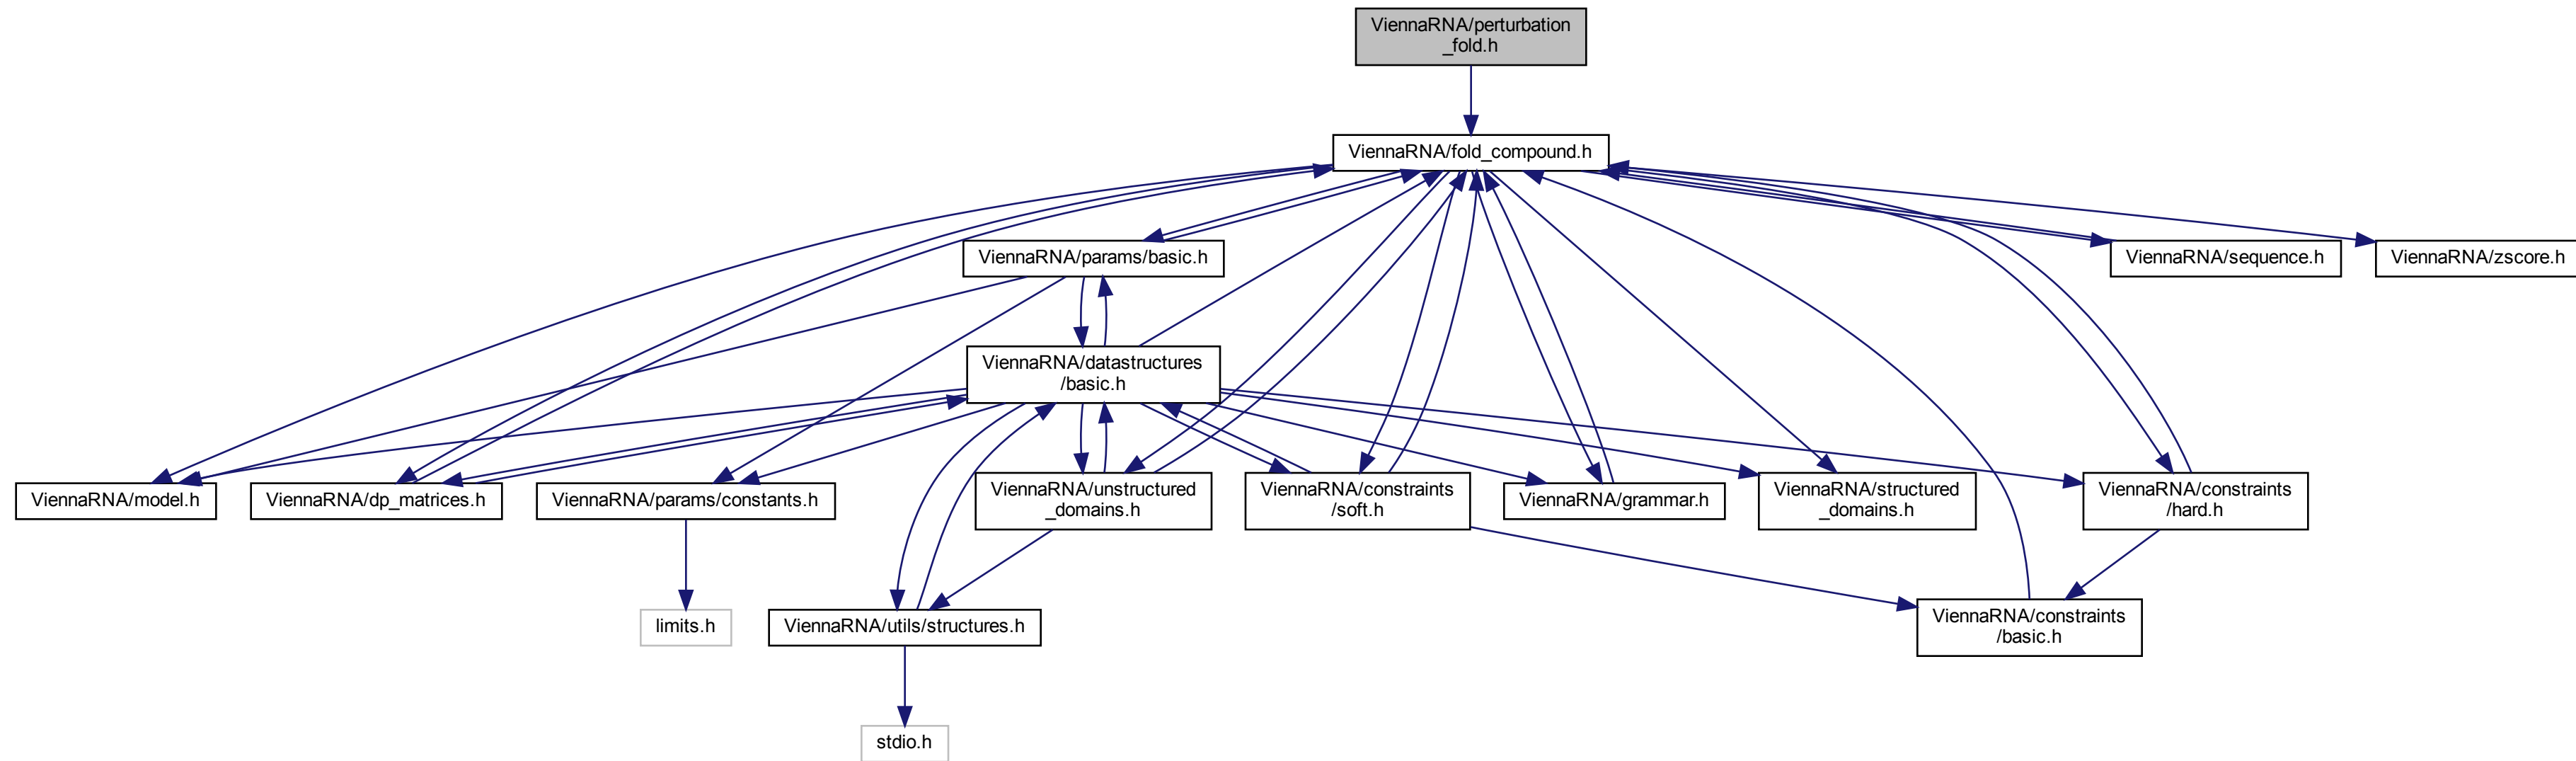 ViennaRNA/perturbation
_fold.h
ViennaRNA/fold_compound.h
ViennaRNA/params/basic.h
ViennaRNA/sequence.h
ViennaRNA/zscore.h
ViennaRNA/datastructures
/basic.h
ViennaRNA/model.h
ViennaRNA/dp_matrices.h
ViennaRNA/params/constants.h
ViennaRNA/unstructured
_domains.h
ViennaRNA/constraints
/soft.h
ViennaRNA/grammar.h
ViennaRNA/structured
_domains.h
ViennaRNA/constraints
/hard.h
limits.h
ViennaRNA/utils/structures.h
ViennaRNA/constraints
/basic.h
stdio.h